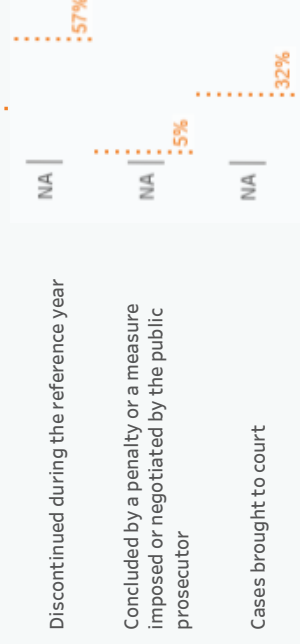 Discontinued during the reference year
NA
57%
Concluded by a penalty or a measure
imposed or negotiated by the public
prosecutor
NA
5%
Cases brought to court
NA
32%